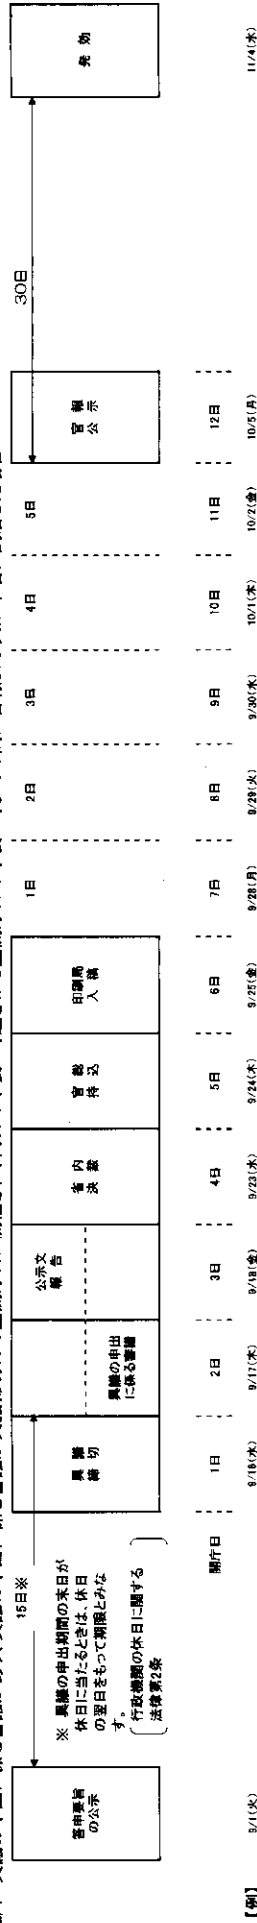 答申要旨
の公示
15日※
※ 異議の申出期間の末日が
休日に当たるときは、休日
の翌日をもって期限とみな
す。
行政機関の休日に関する
法律第2条
異議
締切
異議の申出
に係る審議
公示文
報告
省内
決裁
官総
持込
印刷局
入稿
1日
2日
3日
4日
5日
官報
公示
30日
発効
開庁日
1日
2日
3日
4日
5日
6日
7日
8日
9日
10日
11日
12日
【例】
9/1(火)
9/16(水)
9/17(木)
9/18(金)
9/23(水)
9/24(木)
9/25(金)
9/28(月)
9/29(火)
9/30(水)
10/1(木)
10/2(金)
10/5(月)
11/4(水)